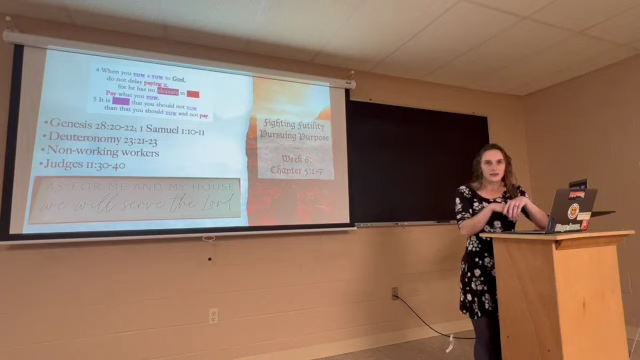 4 When you vow a vow to God,
do not delay paying it,
for he has no in
Pay what you vow.
5 It is that you should not vow
than that you should vow and not pay
•Genesis 28:20-22; 1 Samuel 1:10-11
•Deuteronomy 23:21-23
•Non-working workers
•Judges 11:30-40
AS FOR ME AND MY HOUSE
we will serve the Lord
Fighting Futility
Pursuing Purpose
Week 6
Chapter 5:1-7